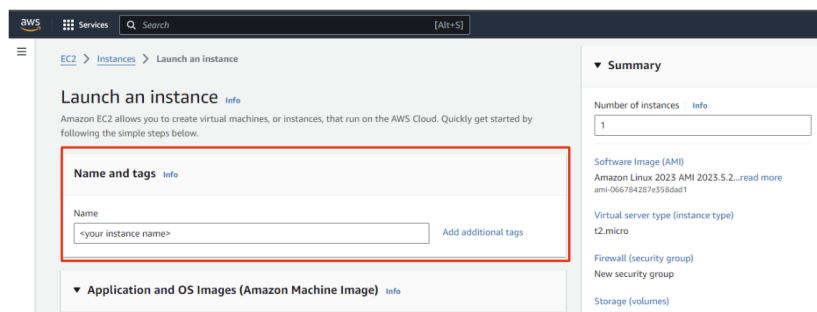 aws
Services
Search
[Alt+S]
EC2 > Instances > Launch an instance
Launch an instance Info
Amazon EC2 allows you to create virtual machines, or instances, that run on the AWS Cloud. Quickly get started by
following the simple steps below.
Name and tags Info
Name
<your instance name>
Add additional tags
Application and OS Images (Amazon Machine Image) Info
Summary
Number of instances Info
1
Software Image (AMI)
Amazon Linux 2023 AMI 2023.5.2...read more
ami-066784287e358dad1
Virtual server type (instance type)
t2.micro
Firewall (security group)
New security group
Storage (volumes)